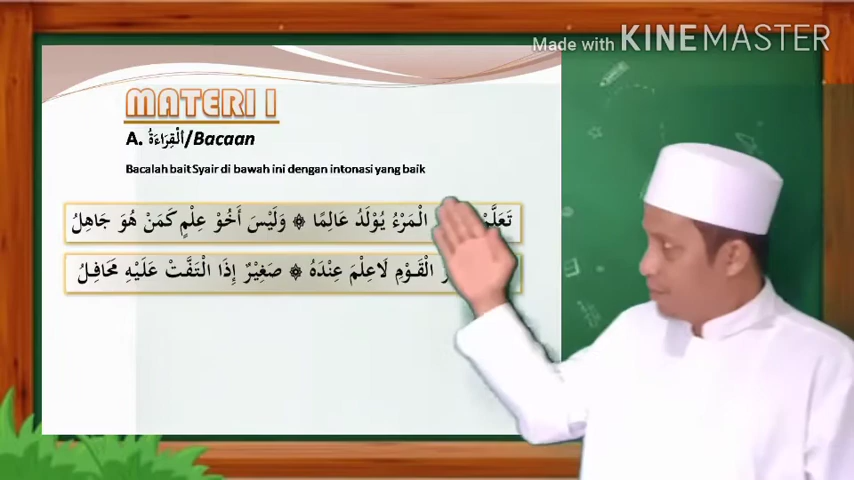 Made with KINEMASTER
MATERI I
A. اَلْقِرَاءَةُ/Bacaan
Bacalah bait Syair di bawah ini dengan intonasi yang baik
الْمَرْءُ يُوْلَدُ عَالِمًا ۞ وَلَيْسَ أَخُوْ عِلْمٍ كَمَنْ هُوَ جَاهِلُ
الْقَوْمِ لَاعِلْمَ عِنْدَهُ ۞ صَغِيْرٌ إِذَا الْتَفَّتْ عَلَيْهِ مَحَافِلُ